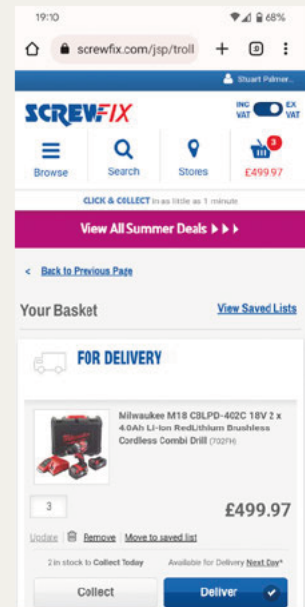 19:10
68%
screwfix.com/jsp/troll
Stuart Palmer...
SCREWFIX
INC VAT
EX VAT
3
Browse
Search
Stores
£499.97
CLICK & COLLECT in as little as 1 minute
View All Summer Deals
< Back to Previous Page
Your Basket
View Saved Lists
FOR DELIVERY
Milwaukee M18 CBLPD-402C 18V 2 x
4.0Ah Li-Ion RedLithium Brushless
Cordless Combi Drill (702FH)
3
£499.97
Update
Remove
Move to saved list
2 in stock to Collect Today
Available for Delivery Next Day*
Collect
Deliver